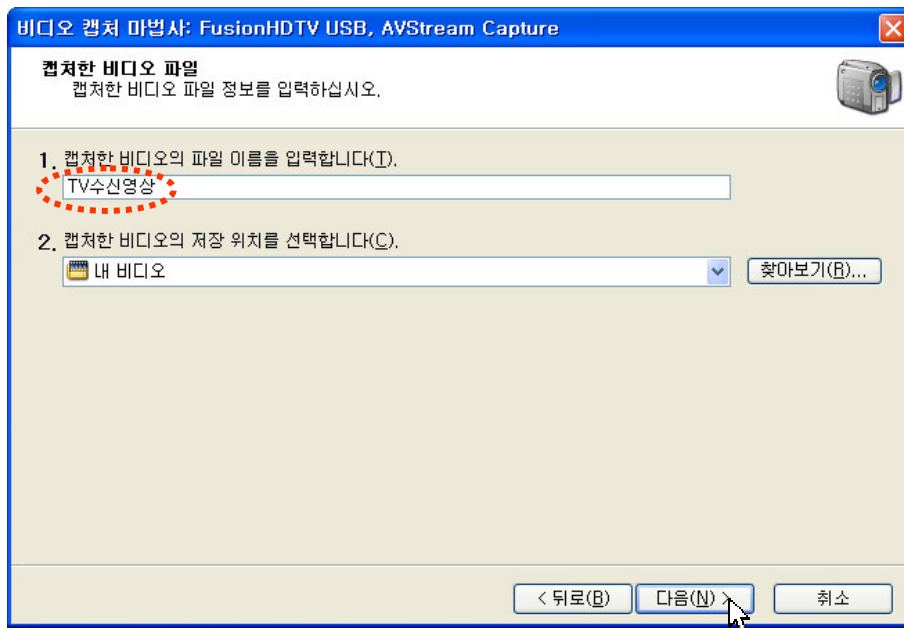 비디오 캡처 마법사: FusionHDTV USB, AVStream Capture
캡처한 비디오 파일
캡처한 비디오 파일 정보를 입력하십시오.
1. 캡처한 비디오의 파일 이름을 입력합니다(T).
TV수신영상
2. 캡처한 비디오의 저장 위치를 선택합니다(C).
내 비디오
찾아보기(R)...
< 뒤로(B)
다음(N) >
취소